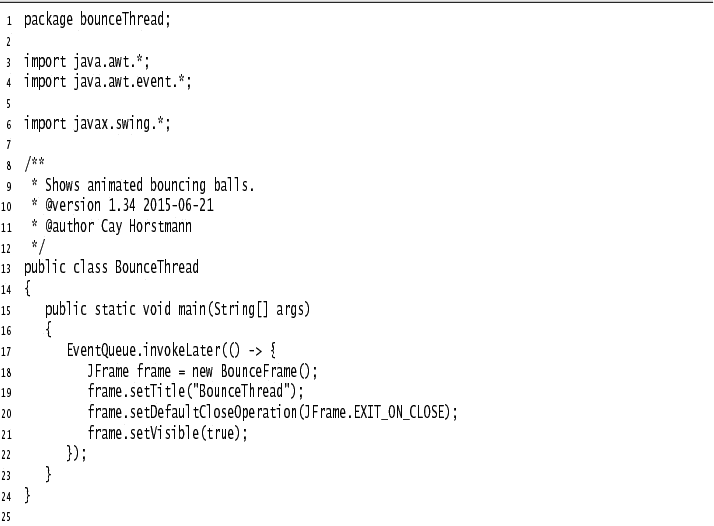 1 package bounceThread;
2
3 import java.awt.*;
4 import java.awt.event.*;
5
6 import javax.swing.*;
7
8 /**
9  * Shows animated bouncing balls.
10  * @version 1.34 2015-06-21
11  * @author Cay Horstmann
12  */
13 public class BounceThread
14 {
15    public static void main(String[] args)
16    {
17       EventQueue.invokeLater(() -> {
18          JFrame frame = new BounceFrame();
19          frame.setTitle("BounceThread");
20          frame.setDefaultCloseOperation(JFrame.EXIT_ON_CLOSE);
21          frame.setVisible(true);
22       });
23    }
24 }
25